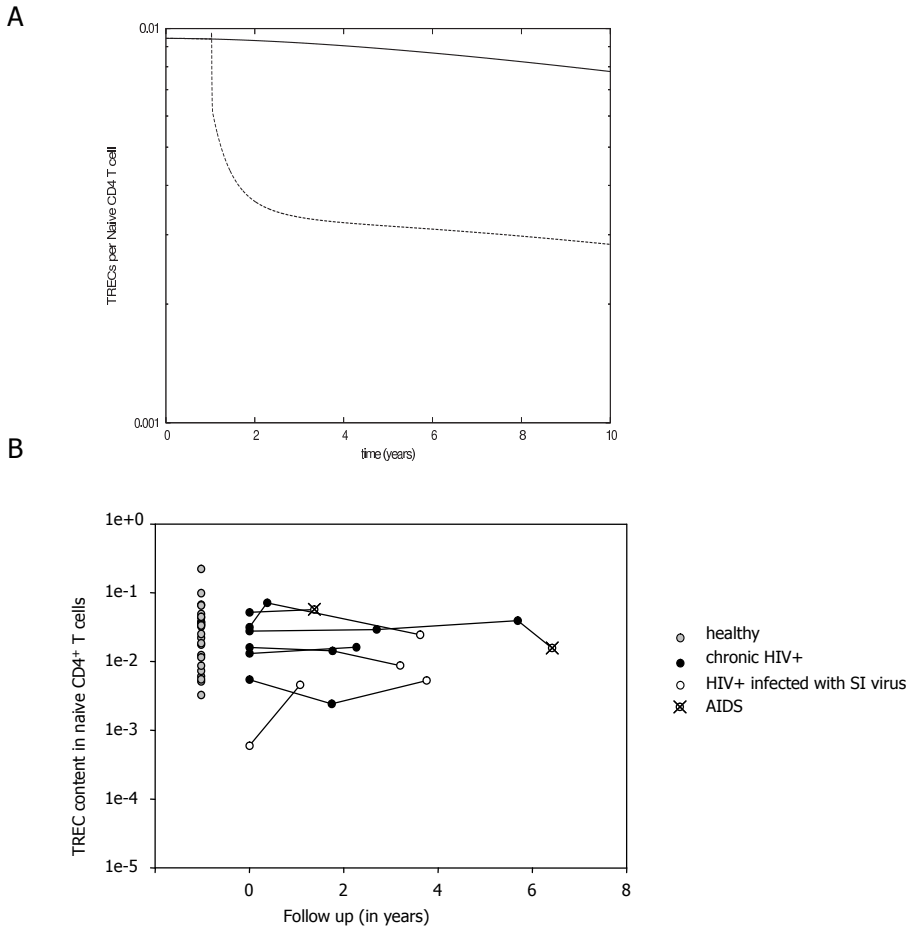 A
0.01
TRECs per Naive CD4 T cell
0.001
0 2 4 6 8 10
time (years)
B
1e+0
1e-1
1e-2
1e-3
1e-4
1e-5
TREC content in naive CD4+ T cells
0 2 4 6 8
Follow up (in years)
healthy
chronic HIV+
HIV+ infected with SI virus
AIDS